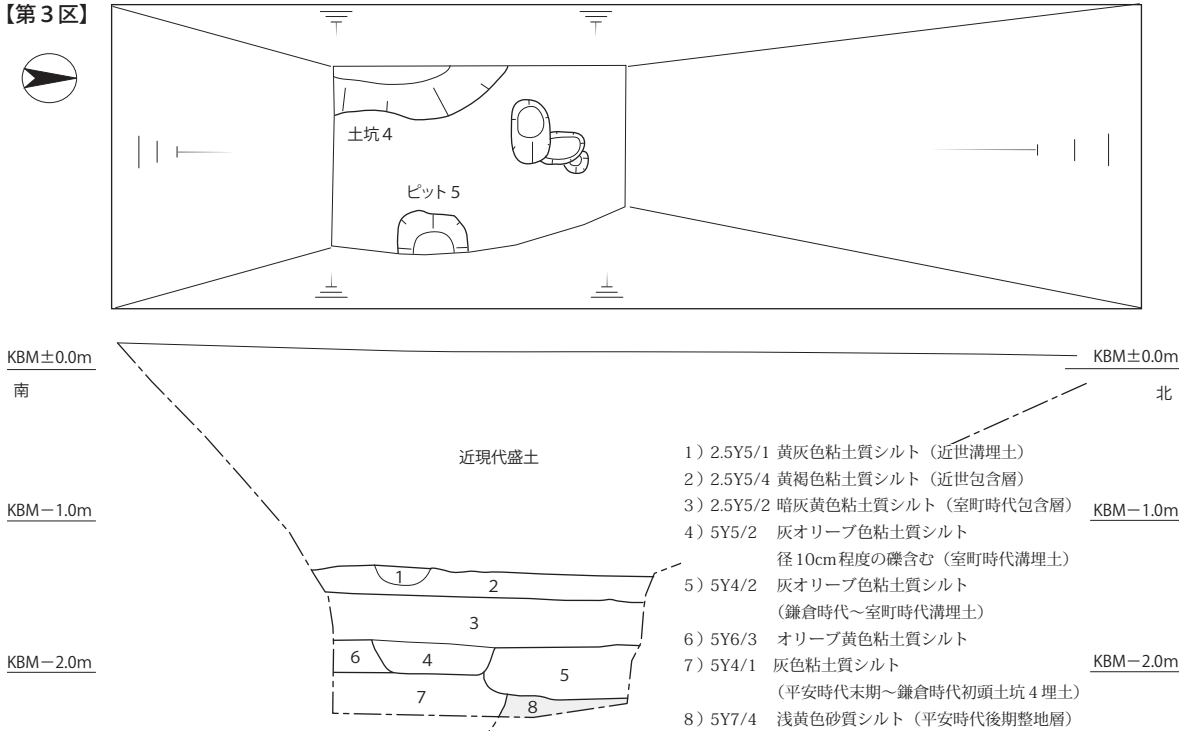 【第3区】
土坑4
ピット5
KBM±0.0m
KBM±0.0m
南
北
近現代盛土
KBM−1.0m
KBM−1.0m
1）2.5Y5/1 黄灰色粘土質シルト（近世溝埋土）
2）2.5Y5/4 黄褐色粘土質シルト（近世包含層）
3）2.5Y5/2 暗灰黄色粘土質シルト（室町時代包含層）
4）5Y5/2 灰オリーブ色粘土質シルト
径10cm程度の礫含む（室町時代溝埋土）
5）5Y4/2 灰オリーブ色粘土質シルト
（鎌倉時代～室町時代溝埋土）
6）5Y6/3 オリーブ黄色粘土質シルト
7）5Y4/1 灰色粘土質シルト
（平安時代末期～鎌倉時代初頭土坑4埋土）
8）5Y7/4 浅黄色砂質シルト（平安時代後期整地層）
1
2
3
6
4
5
7
8
KBM−2.0m
KBM−2.0m